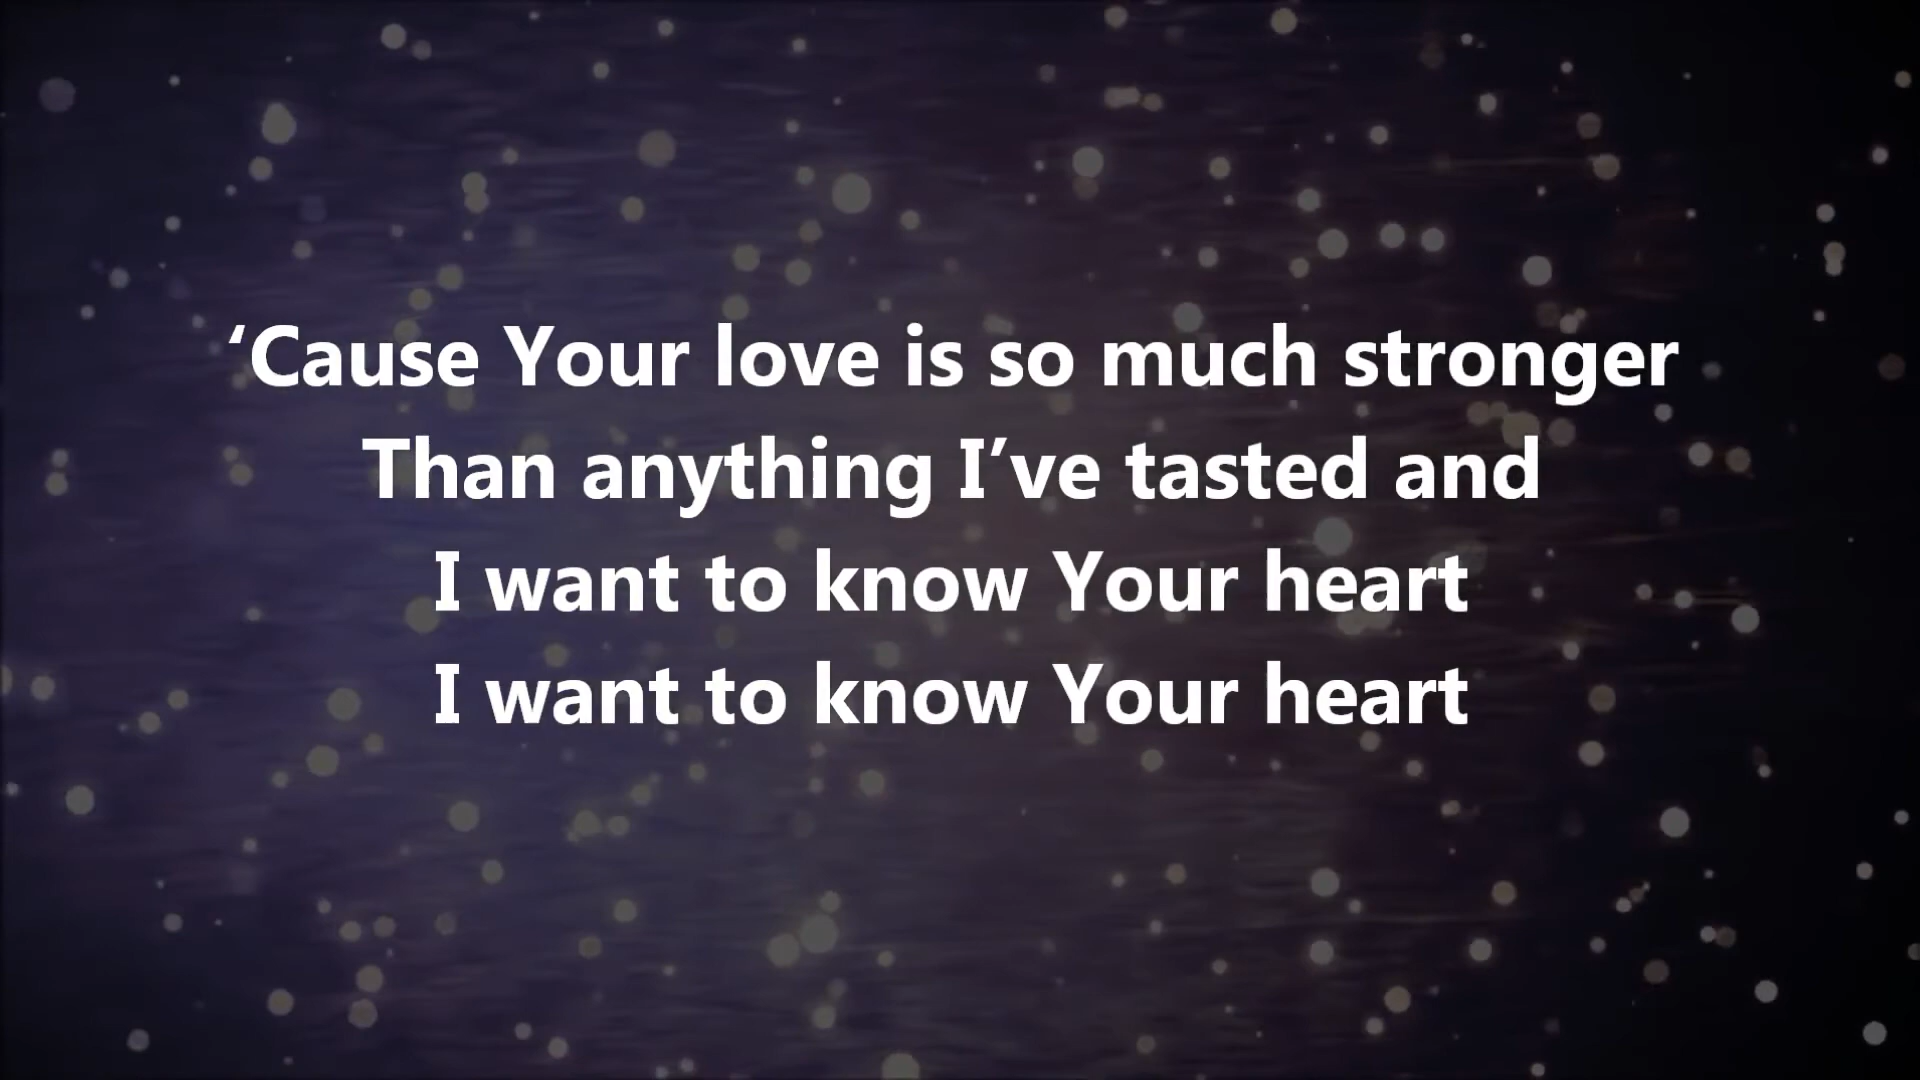 ‘Cause Your love is so much stronger
Than anything I’ve tasted and
I want to know Your heart
I want to know Your heart